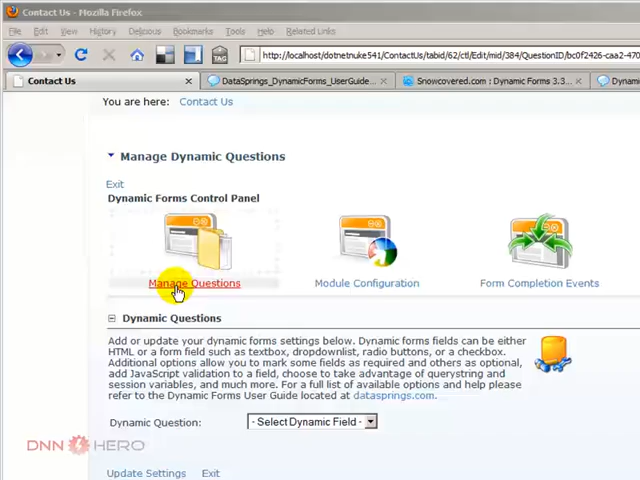 Contact Us - Mozilla Firefox
File Edit View History Delicious Bookmarks Tools Help Related Links
TAG http://localhost/dotnetnuke541/ContactUs/tabid/62/ctl/Edit/mid/384/QuestionID/bc0f2426-caa2-470
Contact Us DataSprings_DynamicForms_UserGuide... Snowcovered.com : Dynamic Forms 3.3... Dynam
You are here: Contact Us
Manage Dynamic Questions
Exit
Dynamic Forms Control Panel
Manage Questions Module Configuration Form Completion Events
Dynamic Questions
Add or update your dynamic forms settings below. Dynamic forms fields can be either
HTML or a form field such as textbox, dropdownlist, radio buttons, or a checkbox.
Additional options allow you to mark some fields as required and others as optional,
add JavaScript validation to a field, choose to take advantage of querystring and
session variables, and much more. For a full list of available options and help please
refer to the Dynamic Forms User Guide located at datasprings.com.
Dynamic Question: - Select Dynamic Field -
DNN HERO
Update Settings Exit